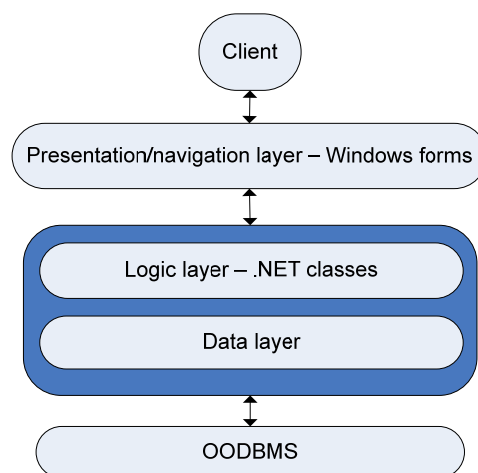 Client
Presentation/navigation layer – Windows forms
Logic layer – .NET classes
Data layer
OODBMS